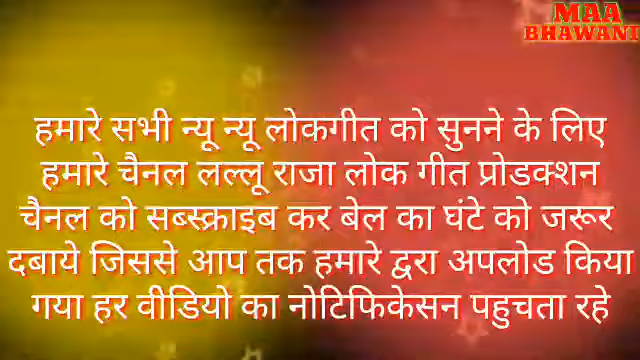 MAA
BHAWANI
हमारे सभी न्यू न्यू लोकगीत को सुनने के लिए
हमारे चैनल लल्लू राजा लोक गीत प्रोडक्शन
चैनल को सब्स्क्राइब कर बेल का घंटे को जरूर
दबाये जिससे आप तक हमारे द्वरा अपलोड किया
गया हर वीडियो का नोटिफिकेसन पहुचता रहे